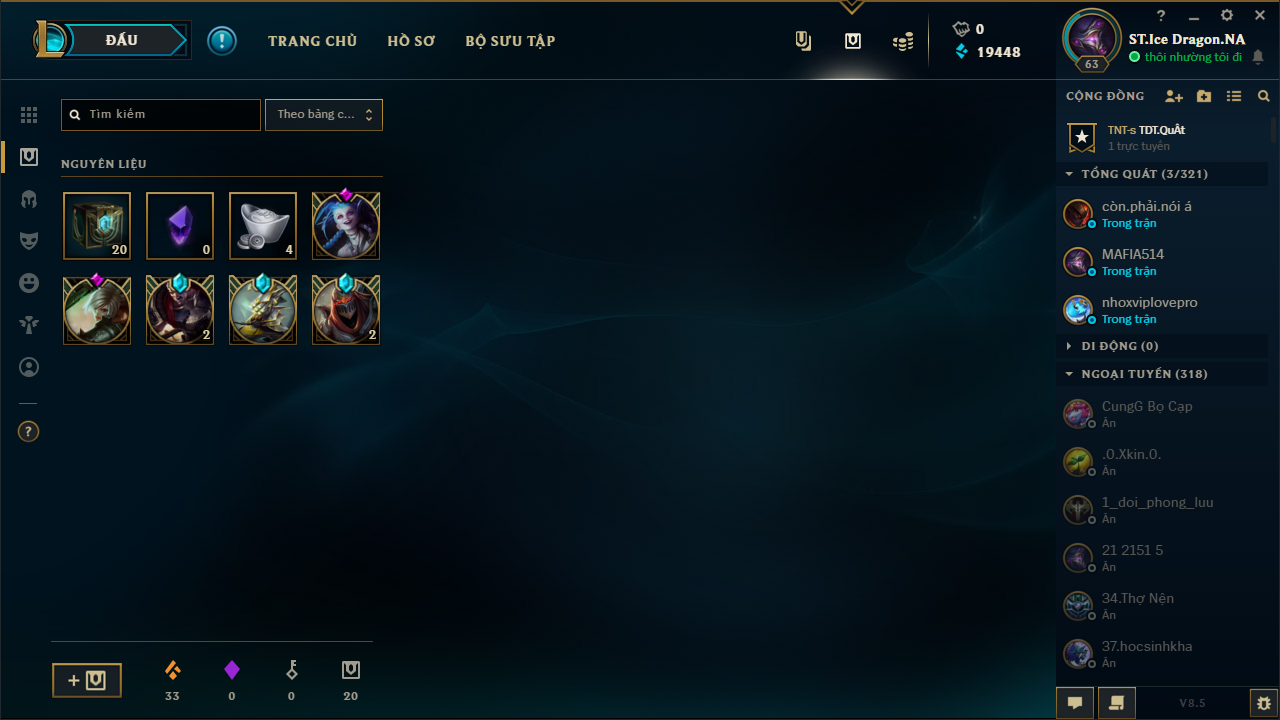 ĐẤU
TRANG CHỦ
HỒ SƠ
BỘ SƯU TẬP
0
19448
63
ST.Ice Dragon.NA
thôi nhường tôi đi
Tìm kiếm
Theo bảng c...
NGUYÊN LIỆU
20
0
4
2
2
33
0
0
20
CỘNG ĐỒNG
TNT-s TDT.QuÂt
1 trực tuyến
TỔNG QUÁT (3/321)
còn.phải.nói á
Trong trận
MAFIA514
Trong trận
nhoxviplovepro
Trong trận
DI ĐỘNG (0)
NGOẠI TUYẾN (318)
CungG Bọ Cạp
Ẩn
.0.Xkin.0.
Ẩn
1_doi_phong_luu
Ẩn
21 2151 5
Ẩn
34.Thợ Nện
Ẩn
37.hocsinhkha
Ẩn
V8.5